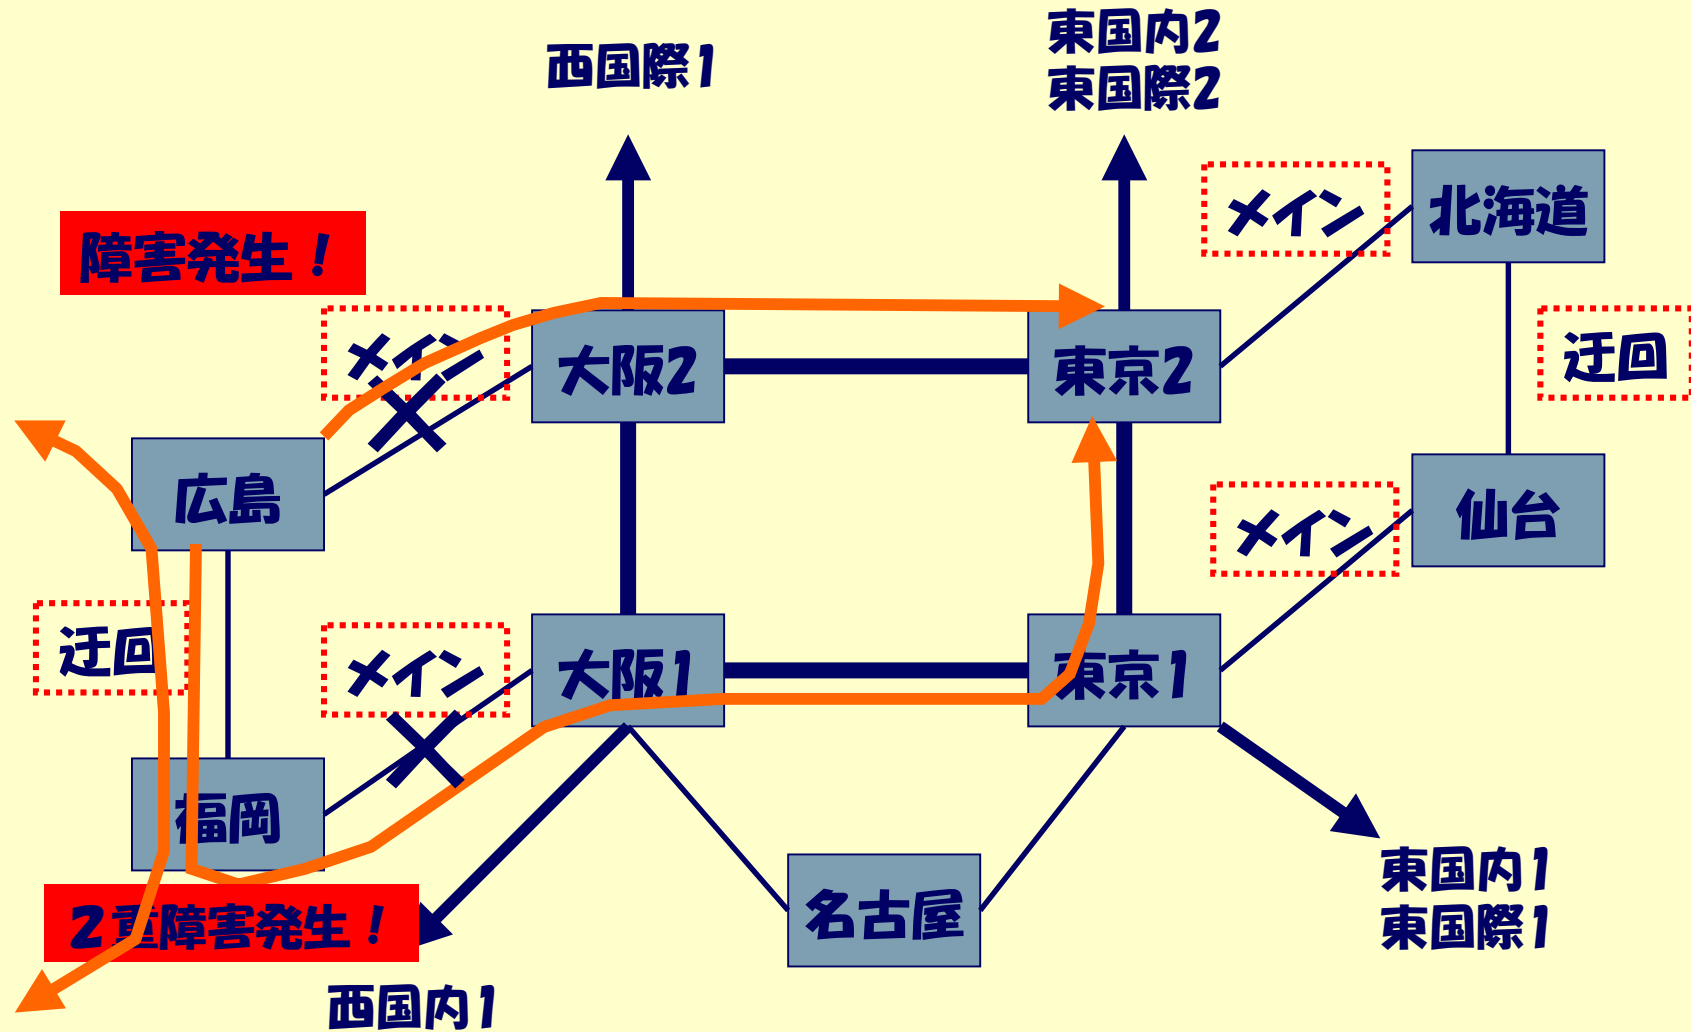 東国内2
東国際2
西国際1
メイン
北海道
障害発生！
メイン
迂回
大阪2
東京2
広島
メイン
仙台
迂回
メイン
大阪1
東京1
福岡
名古屋
東国内1
東国際1
２重障害発生！
西国内1